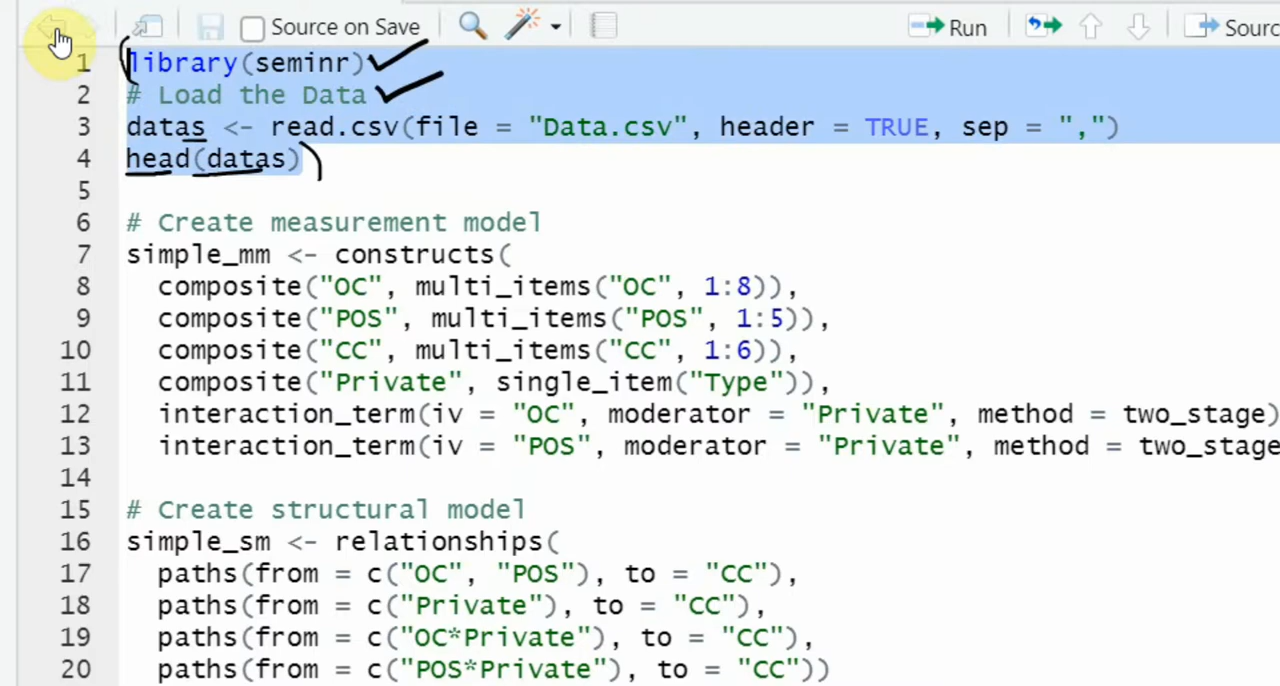 Source on Save Run Sourc
1 library(seminr)
2 # Load the Data
3 datas <- read.csv(file = "Data.csv", header = TRUE, sep = ",")
4 head(datas)
5
6 # Create measurement model
7 simple_mm <- constructs(
8 composite("OC", multi_items("OC", 1:8)),
9 composite("POS", multi_items("POS", 1:5)),
10 composite("CC", multi_items("CC", 1:6)),
11 composite("Private", single_item("Type")),
12 interaction_term(iv = "OC", moderator = "Private", method = two_stage)
13 interaction_term(iv = "POS", moderator = "Private", method = two_stage
14
15 # Create structural model
16 simple_sm <- relationships(
17 paths(from = c("OC", "POS"), to = "CC"),
18 paths(from = c("Private"), to = "CC"),
19 paths(from = c("OC*Private"), to = "CC"),
20 paths(from = c("POS*Private"), to = "CC"))